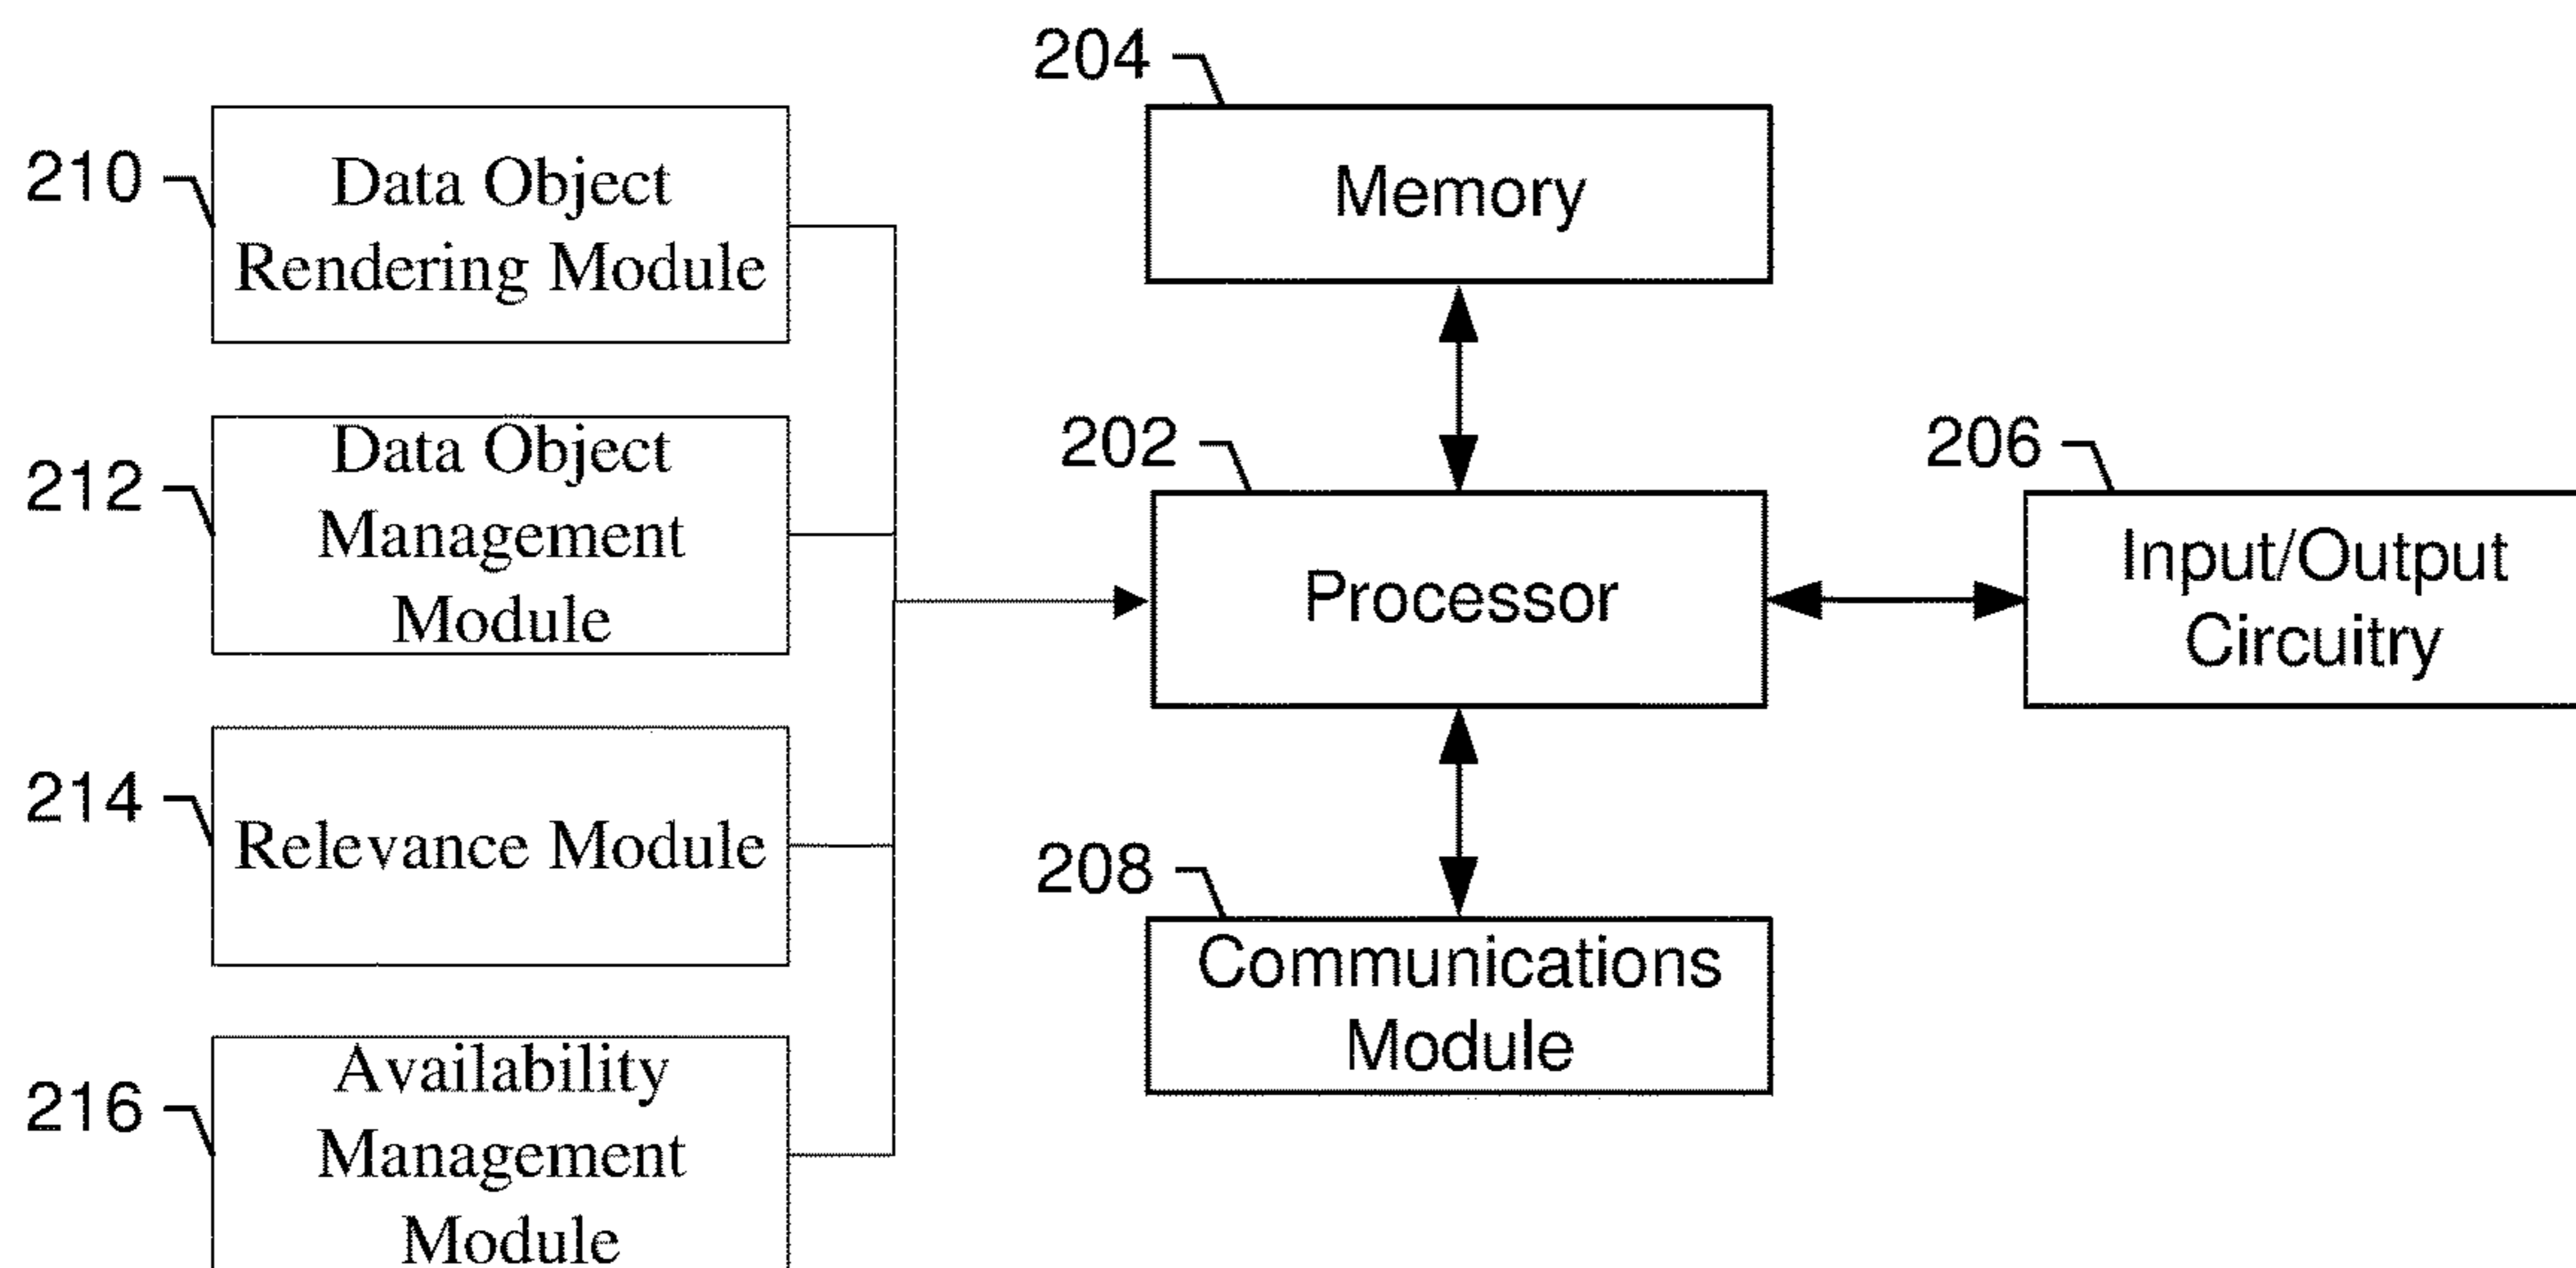 204
210
Data Object
Rendering Module
Memory
212
Data Object
Management
Module
202
Processor
206
Input/Output
Circuitry
214
Relevance Module
208
Communications
Module
216
Availability
Management
Module